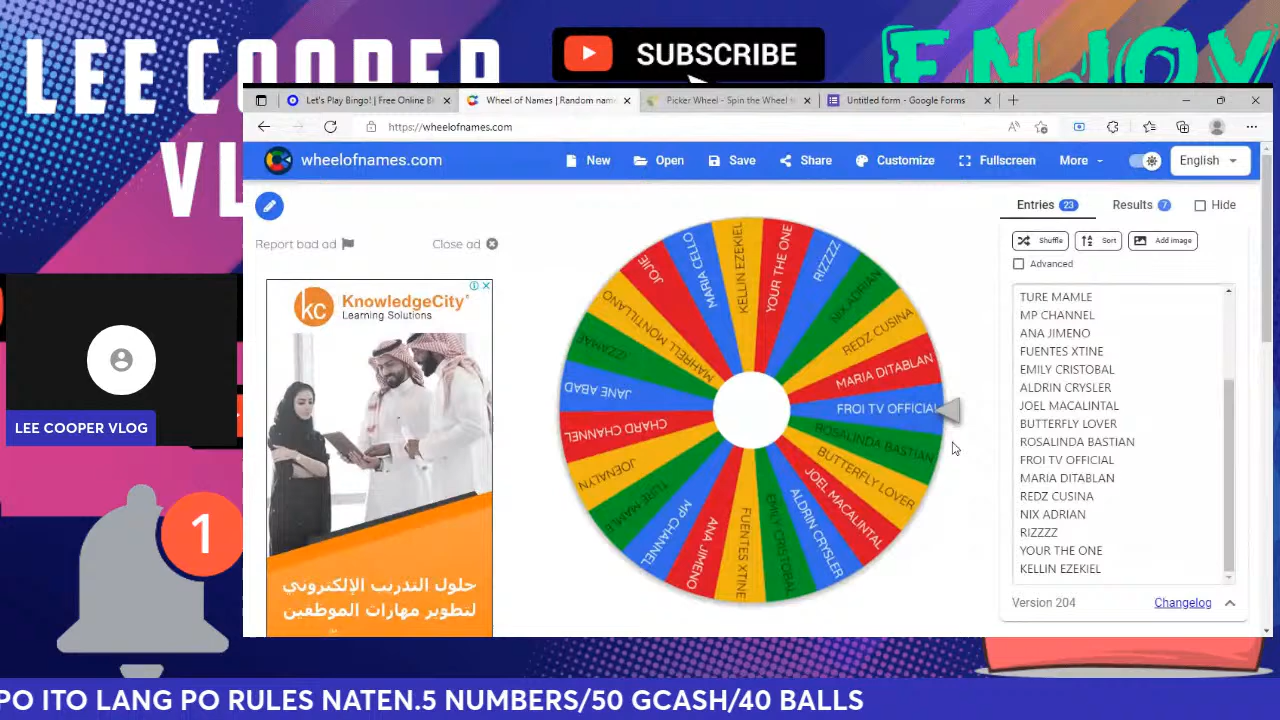 LEE COOPER
VL
SUBSCRIBE
ENJOY
Let's Play Bingo! | Free Online B
Wheel of Names | Random name
Picker Wheel - Spin the Wheel t
Untitled form - Google Forms
https://wheelofnames.com
wheelofnames.com
New
Open
Save
Share
Customize
Fullscreen
More
English
Report bad ad
Close ad
kc KnowledgeCity
Learning Solutions
حلول التدريب الإلكتروني
لتطوير مهارات الموظفين
KELLIN EZEKIEL
YOUR THE ONE
RIZZZZ
NIX ADRIAN
REDZ CUSINA
MARIA DITABLAN
FROI TV OFFICIAL
ROSALINDA BASTIAN
BUTTERFLY LOVER
JOEL MACALINTAL
ALDRIN CRYSLER
EMILY CRISTOBAL
FUENTES XTINE
ANA JIMENO
MP CHANNEL
TURE MAMLE
JOENALYN
CHARD CHANNEL
JANE ABAD
IZZAMAE
MAHRELL MONTILLANO
JOJIE
MARIA CELLO
Entries 23
Results 7
Hide
Shuffle
Sort
Add image
Advanced
TURE MAMLE
MP CHANNEL
ANA JIMENO
FUENTES XTINE
EMILY CRISTOBAL
ALDRIN CRYSLER
JOEL MACALINTAL
BUTTERFLY LOVER
ROSALINDA BASTIAN
FROI TV OFFICIAL
MARIA DITABLAN
REDZ CUSINA
NIX ADRIAN
RIZZZZ
YOUR THE ONE
KELLIN EZEKIEL
Version 204
Changelog
LEE COOPER VLOG
1
PO ITO LANG PO RULES NATEN.5 NUMBERS/50 GCASH/40 BALLS